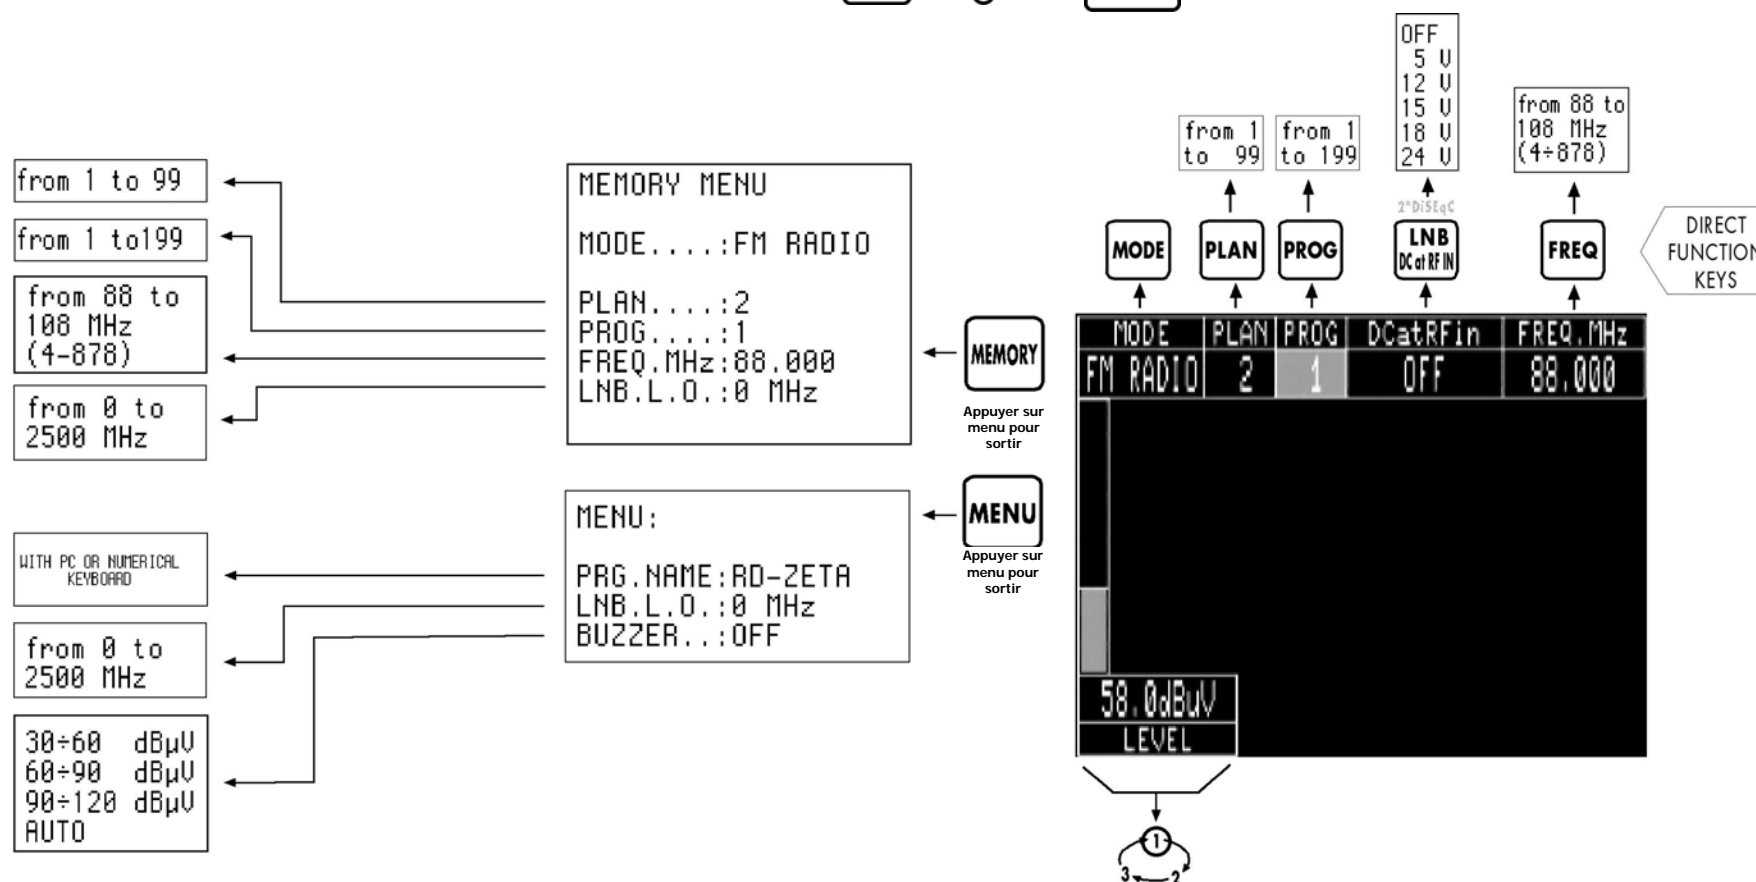 from 1 to 99
from 1 to199
from 88 to
108 MHz
(4-878)
from 0 to
2500 MHz
WITH PC OR NUMERICAL
KEYBOARD
from 0 to
2500 MHz
30÷60 dBµV
60÷90 dBµV
90÷120 dBµV
AUTO
MEMORY MENU
MODE....:FM RADIO
PLAN....:2
PROG....:1
FREQ.MHz:88.000
LNB.L.O.:0 MHz
MENU:
PRG.NAME:RD-ZETA
LNB.L.O.:0 MHz
BUZZER..:OFF
MEMORY
Appuyer sur
menu pour
sortir
MENU
Appuyer sur
menu pour
sortir
from 1
to 99
from 1
to 199
OFF
5 V
12 V
15 V
18 V
24 V
from 88 to
108 MHz
(4÷878)
2°DiSEqC
MODE
PLAN
PROG
LNB
DC at RF IN
FREQ
DIRECT
FUNCTION
KEYS
MODE PLAN PROG DCatRFin FREQ.MHz
FM RADIO 2 1 OFF 88.000
58.0dBuV
LEVEL
1
3 2